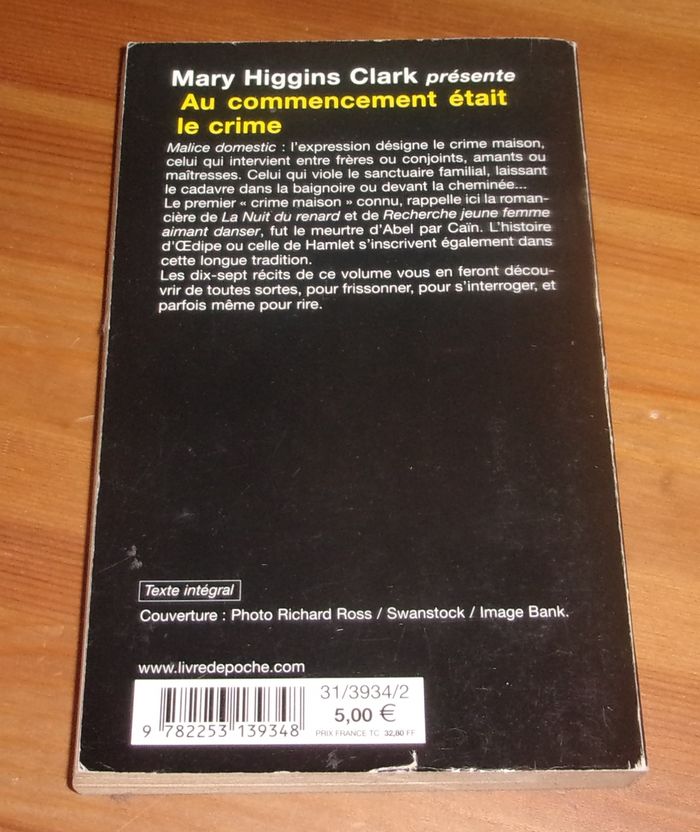 Mary Higgins Clark présente
Au commencement était
le crime
Malice domestic : l'expression désigne le crime maison,
celui qui intervient entre frères ou conjoints, amants ou
maîtresses. Celui qui viole le sanctuaire familial, laissant
le cadavre dans la baignoire ou devant la cheminée...
Le premier « crime maison » connu, rappelle ici la roman-
cière de La Nuit du renard et de Recherche jeune femme
aimant danser, fut le meurtre d'Abel par Caïn. L'histoire
d'Œdipe ou celle de Hamlet s'inscrivent également dans
cette longue tradition.
Les dix-sept récits de ce volume vous en feront décou-
vrir de toutes sortes, pour frissonner, pour s'interroger, et
parfois même pour rire.
Texte intégral
Couverture : Photo Richard Ross / Swanstock / Image Bank.
www.livredepoche.com
31/3934/2
5,00 €
PRIX FRANCE TC 32,80 FF
9 782253 139348